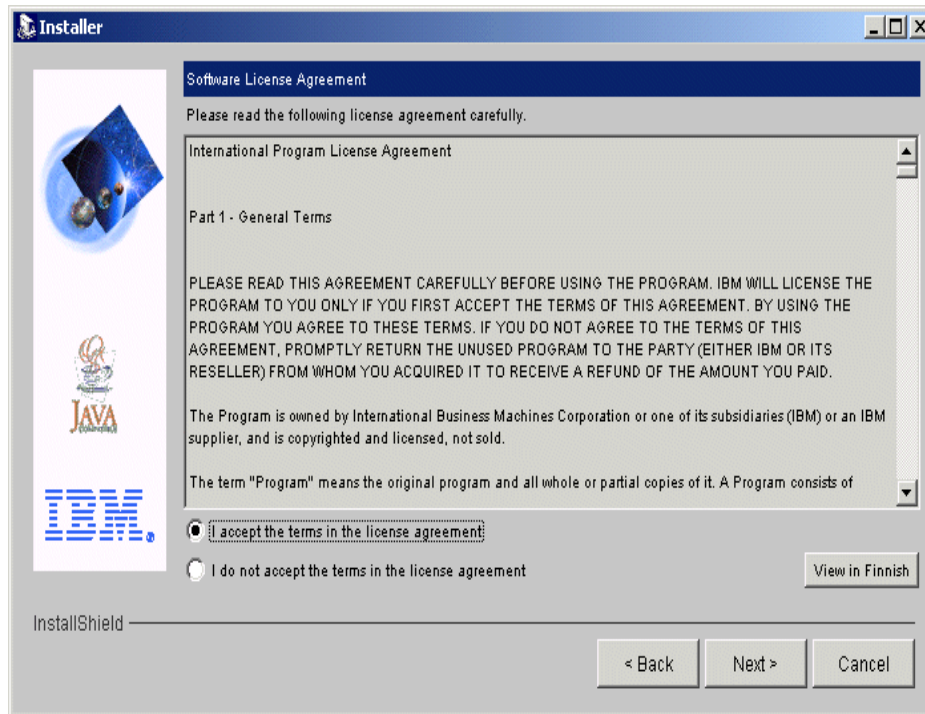 Installer
Software License Agreement
Please read the following license agreement carefully.
International Program License Agreement
Part 1 - General Terms
PLEASE READ THIS AGREEMENT CAREFULLY BEFORE USING THE PROGRAM. IBM WILL LICENSE THE
PROGRAM TO YOU ONLY IF YOU FIRST ACCEPT THE TERMS OF THIS AGREEMENT. BY USING THE
PROGRAM YOU AGREE TO THESE TERMS. IF YOU DO NOT AGREE TO THE TERMS OF THIS
AGREEMENT, PROMPTLY RETURN THE UNUSED PROGRAM TO THE PARTY (EITHER IBM OR ITS
RESELLER) FROM WHOM YOU ACQUIRED IT TO RECEIVE A REFUND OF THE AMOUNT YOU PAID.
The Program is owned by International Business Machines Corporation or one of its subsidiaries (IBM) or an IBM
supplier, and is copyrighted and licensed, not sold.
The term "Program" means the original program and all whole or partial copies of it. A Program consists of
JAVA
COMPATIBLE
IBM®
I accept the terms in the license agreement
I do not accept the terms in the license agreement
View in Finnish
InstallShield
< Back
Next >
Cancel